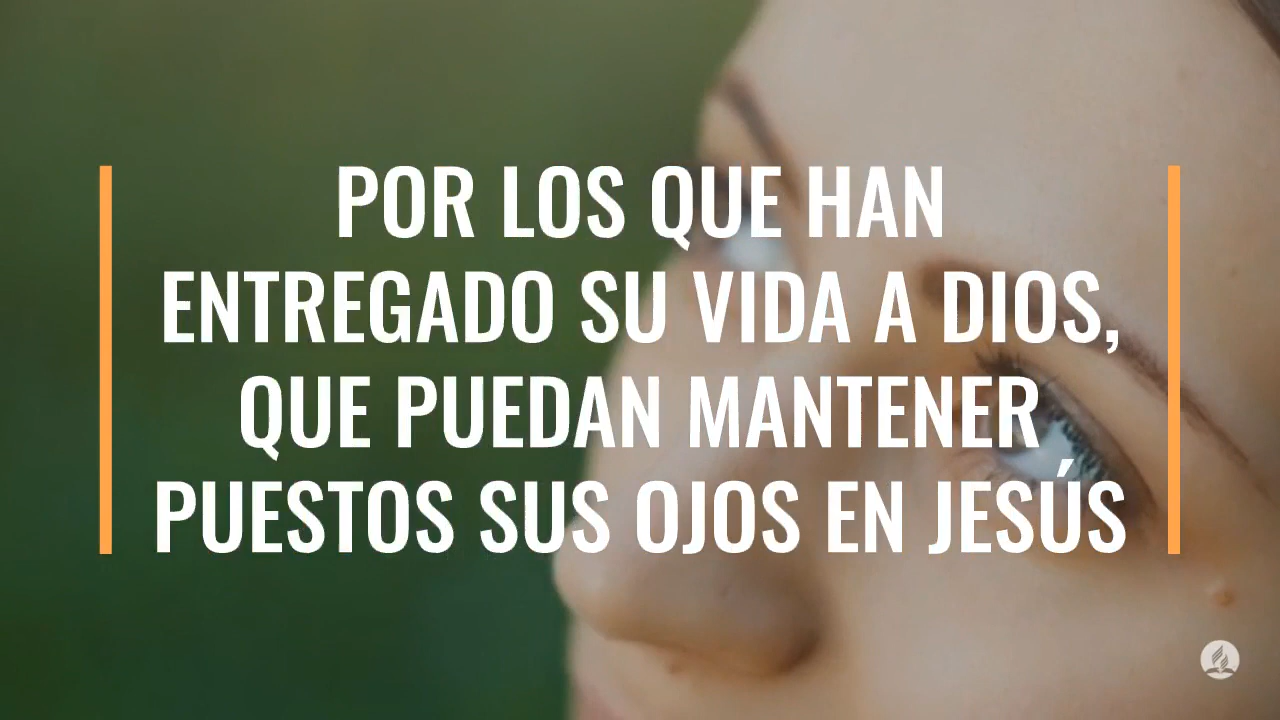 POR LOS QUE HAN
ENTREGADO SU VIDA A DIOS,
QUE PUEDAN MANTENER
PUESTOS SUS OJOS EN JESÚS